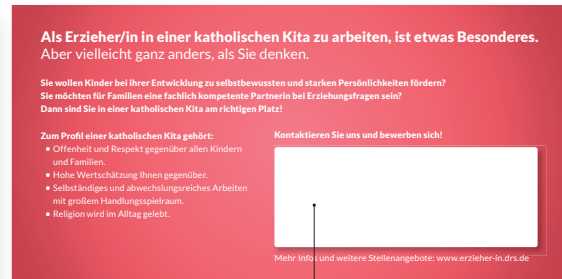 Als Erzieher/in in einer katholischen Kita zu arbeiten, ist etwas Besonderes.
Aber vielleicht ganz anders, als Sie denken.
Sie wollen Kinder bei ihrer Entwicklung zu selbstbewussten und starken Persönlichkeiten fördern?
Sie möchten für Familien eine fachlich kompetente Partnerin bei Erziehungsfragen sein?
Dann sind Sie in einer katholischen Kita am richtigen Platz!
Zum Profil einer katholischen Kita gehört:
• Offenheit und Respekt gegenüber allen Kindern
und Familien.
• Hohe Wertschätzung Ihnen gegenüber.
• Selbständiges und abwechslungsreiches Arbeiten
mit großem Handlungsspielraum.
• Religion wird im Alltag gelebt.
Kontaktieren Sie uns und bewerben sich!
Mehr Infos und weitere Stellenangebote: www.erzieher-in.drs.de